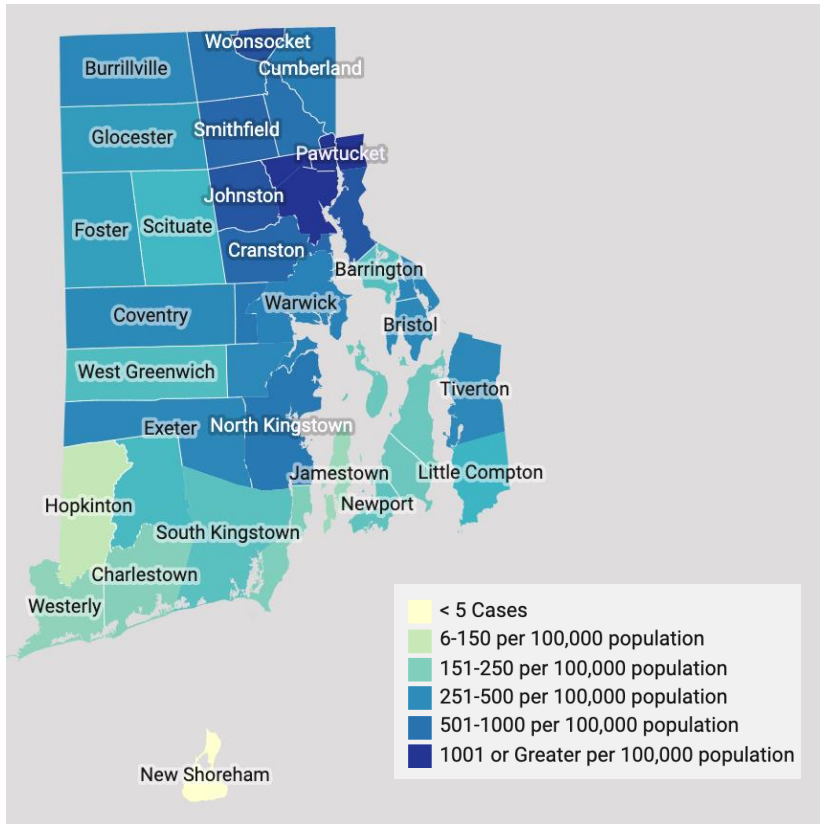 Woonsocket
Burrillville
Cumberland
Glocester
Smithfield
Pawtucket
Johnston
Foster
Scituate
Cranston
Barrington
Warwick
Coventry
Bristol
West Greenwich
Tiverton
Exeter
North Kingstown
Jamestown
Little Compton
Hopkinton
Newport
South Kingstown
Charlestown
Westerly
New Shoreham
< 5 Cases
6-150 per 100,000 population
151-250 per 100,000 population
251-500 per 100,000 population
501-1000 per 100,000 population
1001 or Greater per 100,000 population